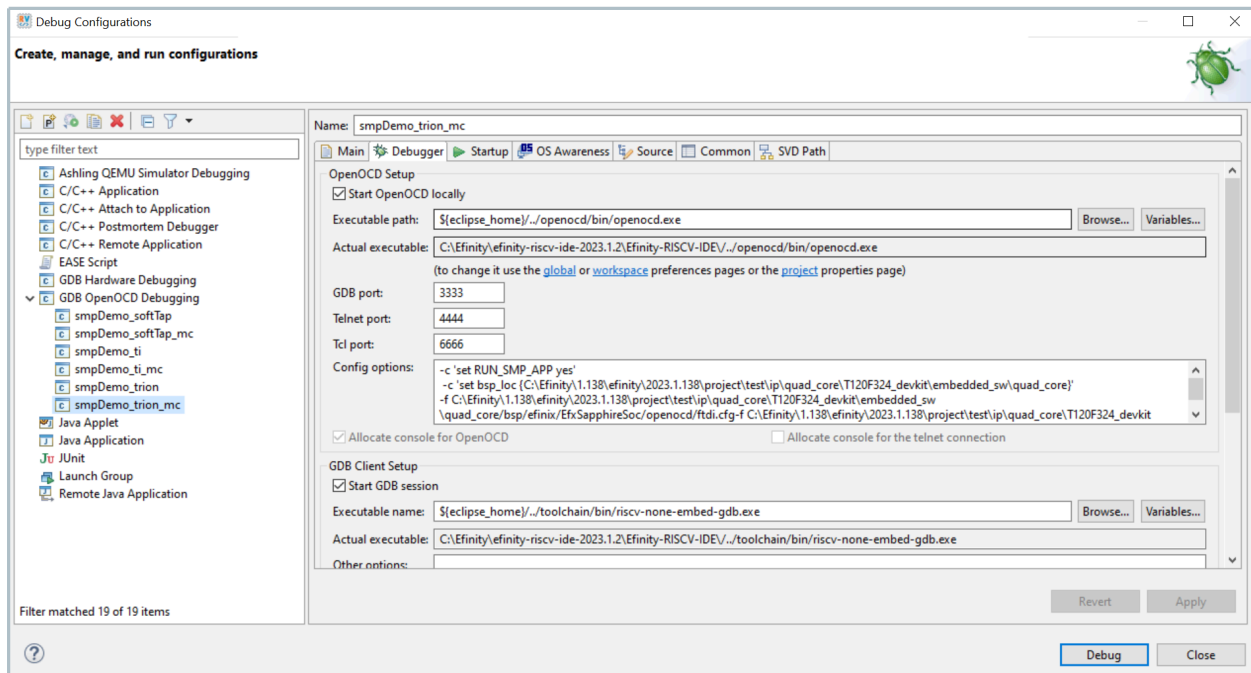 Debug Configurations
Create, manage, and run configurations
type filter text
Ashling QEMU Simulator Debugging
C/C++ Application
C/C++ Attach to Application
C/C++ Postmortem Debugger
C/C++ Remote Application
EASE Script
GDB Hardware Debugging
GDB OpenOCD Debugging
smpDemo_softTap
smpDemo_softTap_mc
smpDemo_ti
smpDemo_ti_mc
smpDemo_trion
smpDemo_trion_mc
Java Applet
Java Application
JUnit
Launch Group
Remote Java Application
Filter matched 19 of 19 items
Name: smpDemo_trion_mc
Main Debugger Startup OS Awareness Source Common SVD Path
OpenOCD Setup
Start OpenOCD locally
Executable path: ${eclipse_home}/../openocd/bin/openocd.exe Browse... Variables...
Actual executable: C:\Efinity\efinity-riscv-ide-2023.1.2\Efinity-RISCV-IDE\/../openocd/bin/openocd.exe
(to change it use the global or workspace preferences pages or the project properties page)
GDB port: 3333
Telnet port: 4444
Tcl port: 6666
Config options: -c 'set RUN_SMP_APP yes'
-c 'set bsp_loc {C:\Efinity\1.138\efinity\2023.1.138\project\test\ip\quad_core\T120F324_devkit\embedded_sw\quad_core}'
-f C:\Efinity\1.138\efinity\2023.1.138\project\test\ip\quad_core\T120F324_devkit\embedded_sw
\quad_core/bsp/efinix/EfxSapphireSoc/openocd/ftdi.cfg-f C:\Efinity\1.138\efinity\2023.1.138\project\test\ip\quad_core\T120F324_devkit
Allocate console for OpenOCD Allocate console for the telnet connection
GDB Client Setup
Start GDB session
Executable name: ${eclipse_home}/../toolchain/bin/riscv-none-embed-gdb.exe Browse... Variables...
Actual executable: C:\Efinity\efinity-riscv-ide-2023.1.2\Efinity-RISCV-IDE\/../toolchain/bin/riscv-none-embed-gdb.exe
Other options:
Revert Apply
Debug Close